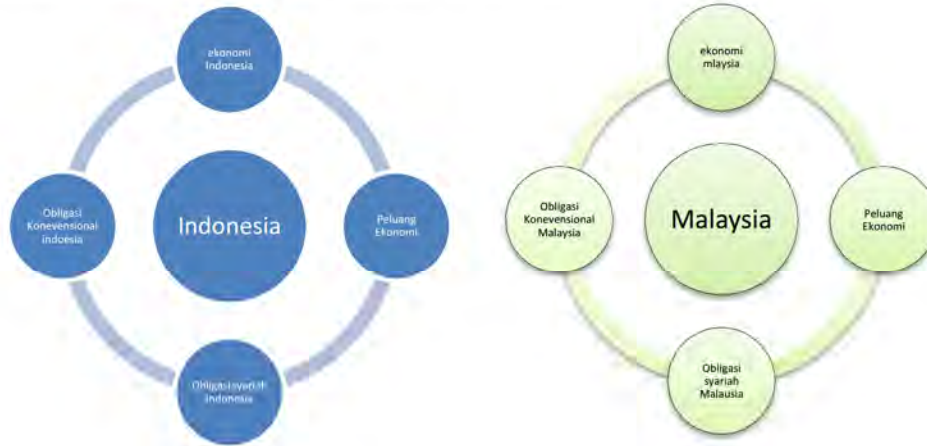 ekonomi
Indonesia
Obligasi
Konevensional
indoesia
Indonesia
Peluang
Ekonomi
Obligasi syariah
Indonesia
ekonomi
mlaysia
Obligasi
Konevensional
Malaysia
Malaysia
Peluang
Ekonomi
Obligasi
syariah
Malausia